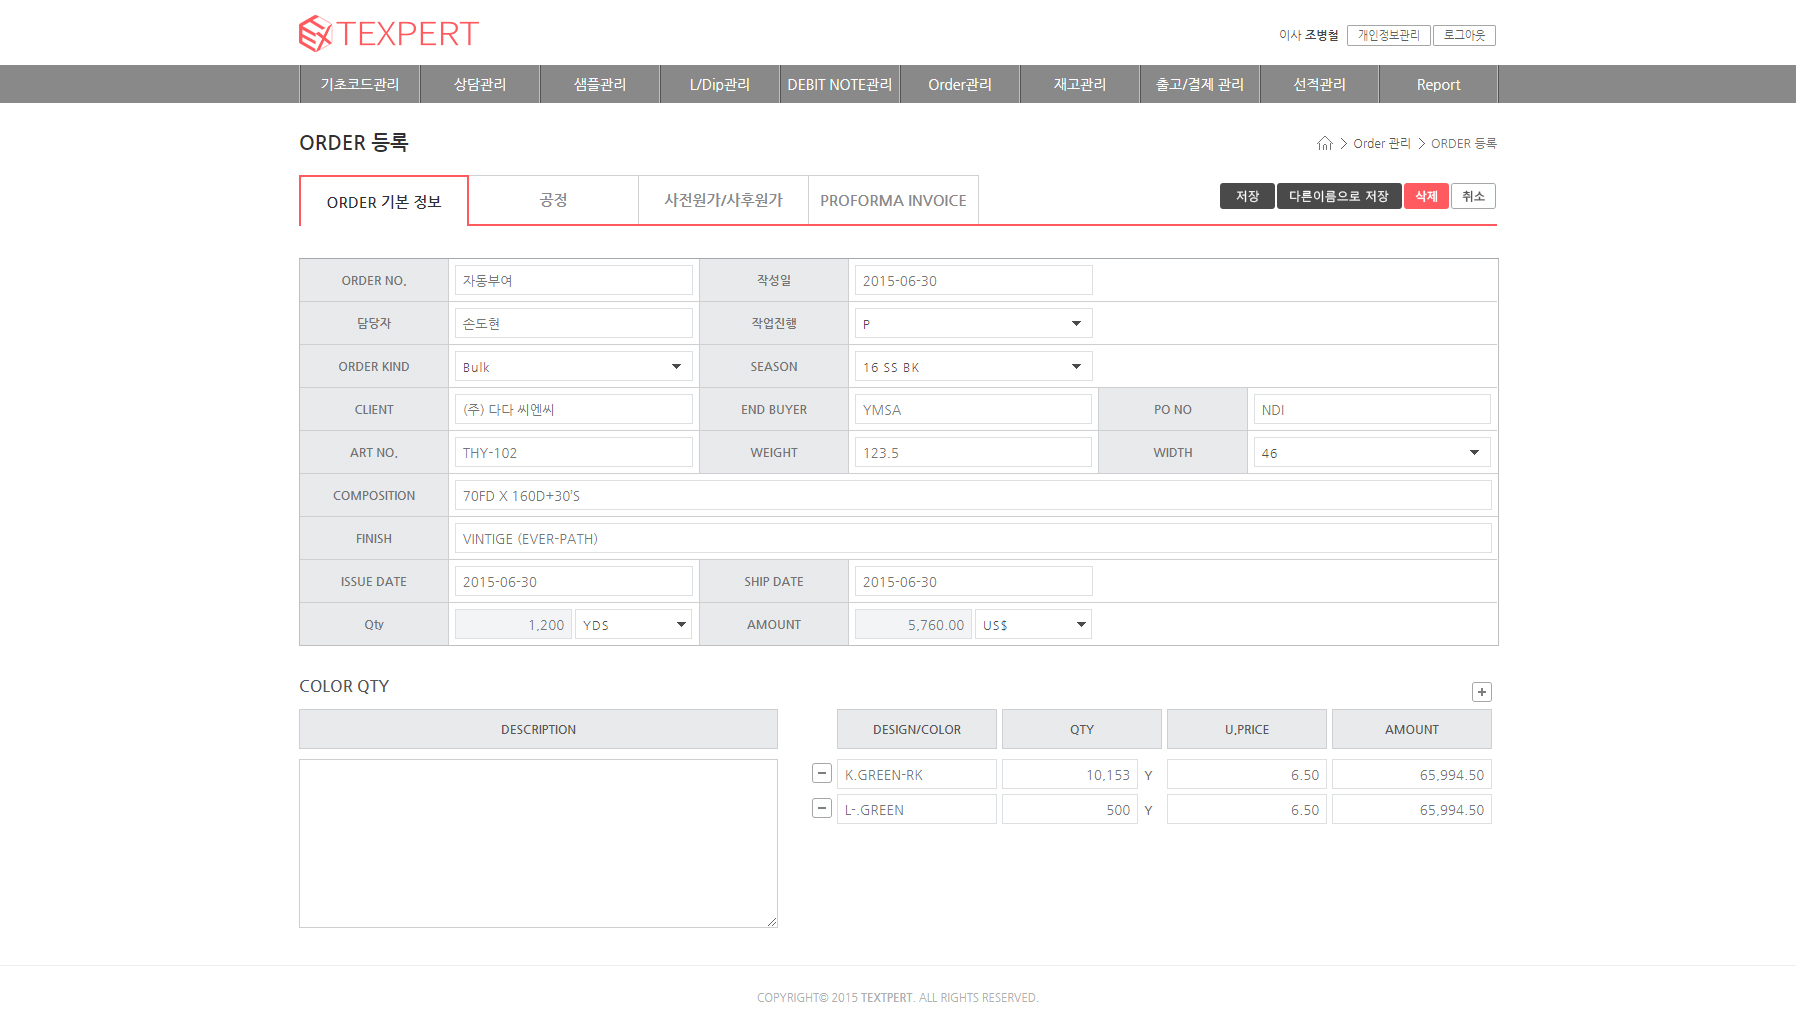 TEXPERT
이사 조병철 개인정보관리 로그아웃
기초코드관리 상담관리 샘플관리 L/Dip관리 DEBIT NOTE관리 Order관리 재고관리 출고/결제 관리 선적관리 Report
ORDER 등록
Order 관리 ORDER 등록
ORDER 기본 정보 공정 사전원가/사후원가 PROFORMA INVOICE
저장 다른이름으로 저장 삭제 취소
ORDER NO. 자동부여 작성일 2015-06-30
담당자 손도현 작업진행 P
ORDER KIND Bulk SEASON 16 SS BK
CLIENT (주) 다다 씨엔씨 END BUYER YMSA PO NO NDI
ART NO. THY-102 WEIGHT 123.5 WIDTH 46
COMPOSITION 70FD X 160D+30'S
FINISH VINTIGE (EVER-PATH)
ISSUE DATE 2015-06-30 SHIP DATE 2015-06-30
Qty 1,200 YDS AMOUNT 5,760.00 US$
COLOR QTY
DESCRIPTION DESIGN/COLOR QTY U.PRICE AMOUNT
K.GREEN-RK 10,153 Y 6.50 65,994.50
L-.GREEN 500 Y 6.50 65,994.50
COPYRIGHT© 2015 TEXTPERT. ALL RIGHTS RESERVED.